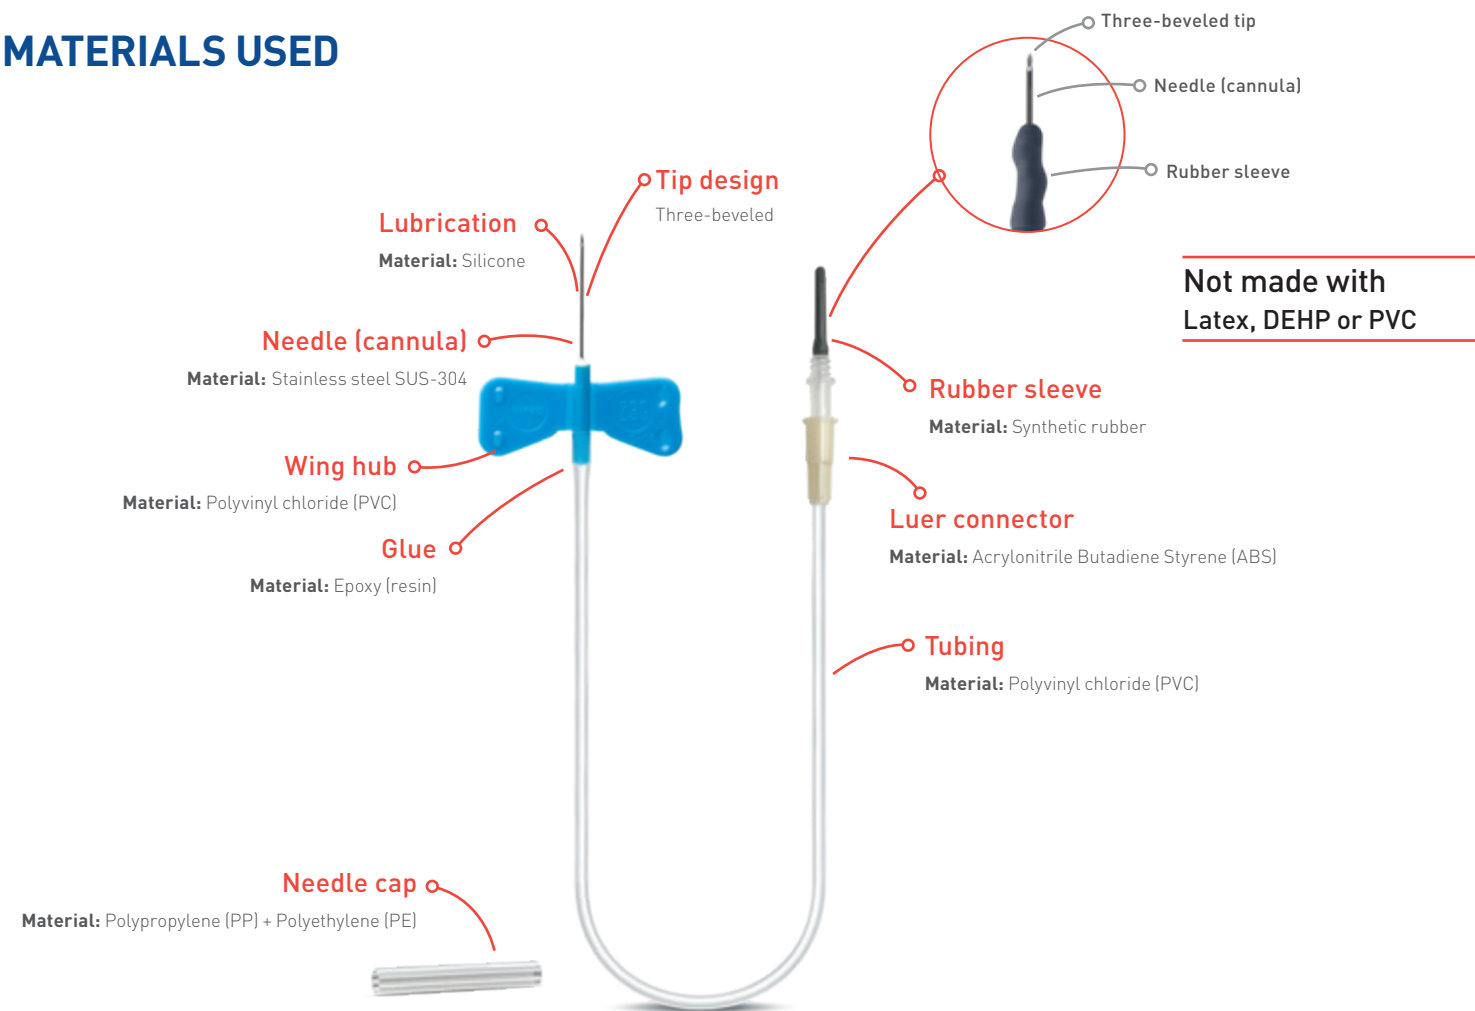 MATERIALS USED
Three-beveled tip
Needle (cannula)
Rubber sleeve
Tip design
Three-beveled
Lubrication
Material: Silicone
Not made with
Latex, DEHP or PVC
Needle (cannula)
Material: Stainless steel SUS-304
Rubber sleeve
Material: Synthetic rubber
Wing hub
Material: Polyvinyl chloride (PVC)
Luer connector
Material: Acrylonitrile Butadiene Styrene (ABS)
Glue
Material: Epoxy (resin)
Tubing
Material: Polyvinyl chloride (PVC)
Needle cap
Material: Polypropylene (PP) + Polyethylene (PE)